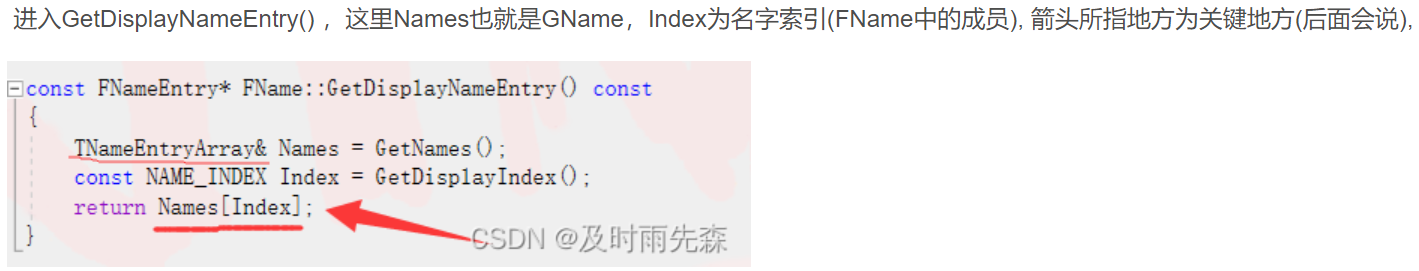 进入GetDisplayNameEntry() ，这里Names也就是GName，Index为名字索引(FName中的成员), 箭头所指地方为关键地方(后面会说),
const FNameEntry* FName::GetDisplayNameEntry() const
{
TNameEntryArray& Names = GetNames();
const NAME_INDEX Index = GetDisplayIndex();
return Names[Index];
}
CSDN @及时雨先森